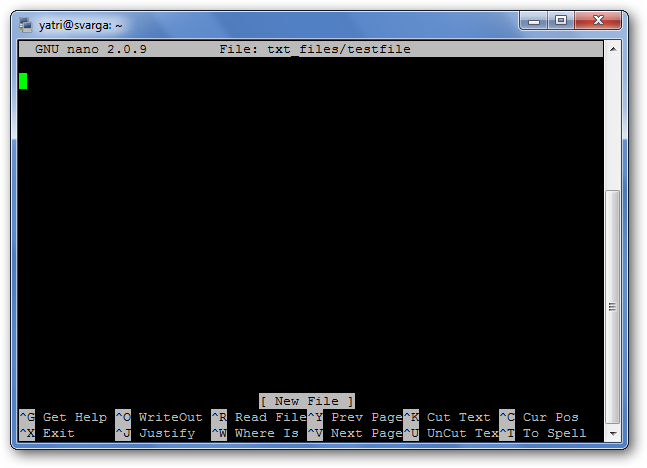 yatri@svarga: ~
GNU nano 2.0.9 File: txt_files/testfile
[ New File ]
^G Get Help ^O WriteOut ^R Read File^Y Prev Page^K Cut Text ^C Cur Pos
^X Exit ^J Justify ^W Where Is ^V Next Page^U UnCut Tex^T To Spell